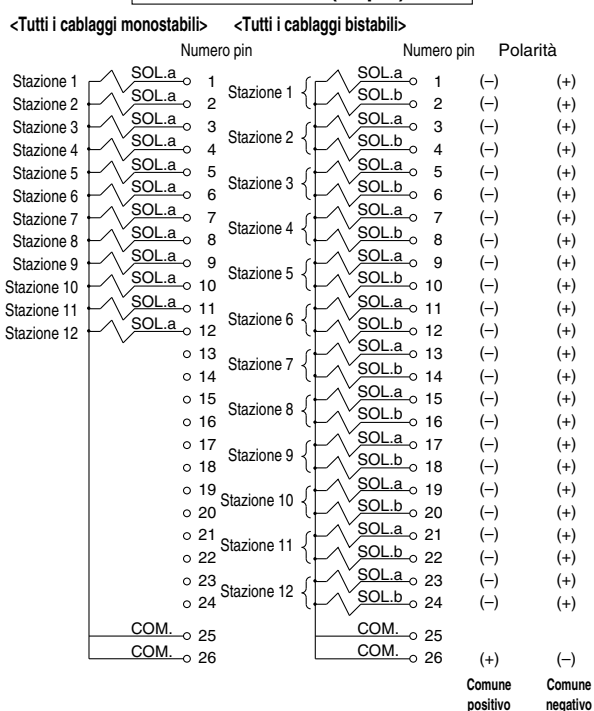 <Tutti i cablaggi monostabili> <Tutti i cablaggi bistabili>
Numero pin Numero pin Polarità
Stazione 1 SOL.a 1 Stazione 1 SOL.a 1 (–) (+)
Stazione 2 SOL.a 2 SOL.b 2 (–) (+)
Stazione 3 SOL.a 3 Stazione 2 SOL.a 3 (–) (+)
Stazione 4 SOL.a 4 SOL.b 4 (–) (+)
Stazione 5 SOL.a 5 Stazione 3 SOL.a 5 (–) (+)
Stazione 6 SOL.a 6 SOL.b 6 (–) (+)
Stazione 7 SOL.a 7 Stazione 4 SOL.a 7 (–) (+)
Stazione 8 SOL.a 8 SOL.b 8 (–) (+)
Stazione 9 SOL.a 9 Stazione 5 SOL.a 9 (–) (+)
Stazione 10 SOL.a 10 SOL.b 10 (–) (+)
Stazione 11 SOL.a 11 Stazione 6 SOL.a 11 (–) (+)
Stazione 12 SOL.a 12 SOL.b 12 (–) (+)
13 Stazione 7 SOL.a 13 (–) (+)
14 SOL.b 14 (–) (+)
15 Stazione 8 SOL.a 15 (–) (+)
16 SOL.b 16 (–) (+)
17 Stazione 9 SOL.a 17 (–) (+)
18 SOL.b 18 (–) (+)
19 Stazione 10 SOL.a 19 (–) (+)
20 SOL.b 20 (–) (+)
21 Stazione 11 SOL.a 21 (–) (+)
22 SOL.b 22 (–) (+)
23 Stazione 12 SOL.a 23 (–) (+)
24 SOL.b 24 (–) (+)
COM. 25 COM. 25
COM. 26 COM. 26 (+) (–)
Comune Comune
positivo negativo